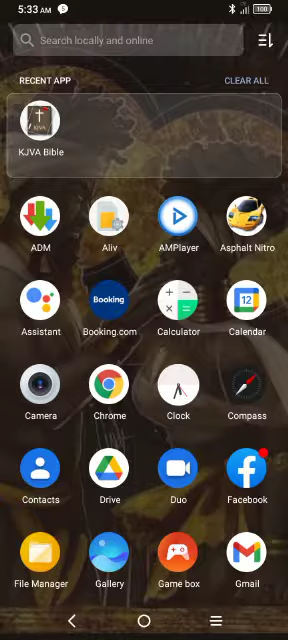 5:33 AM
100
Search locally and online
RECENT APP
CLEAR ALL
KJVA Bible
ADM
Aliv
AMPlayer
Asphalt Nitro
Booking
12
Assistant
Booking.com
Calculator
Calendar
Camera
Chrome
Clock
Compass
Contacts
Drive
Duo
Facebook
File Manager
Gallery
Game box
Gmail